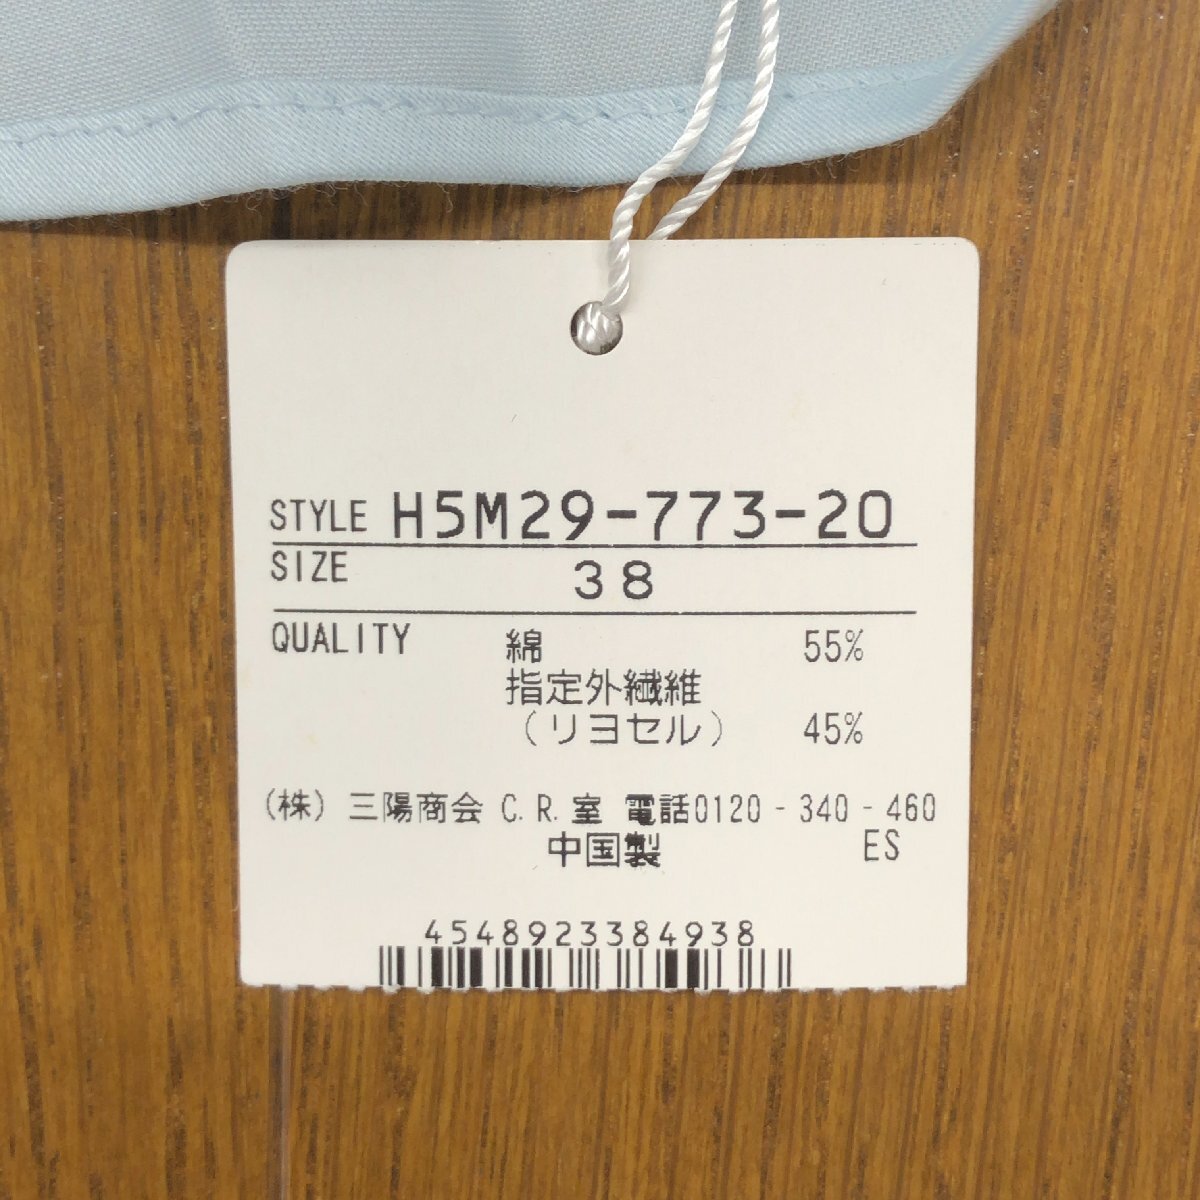 STYLE H5M29-773-20
SIZE 38
QUALITY 綿 55%
指定外繊維
（リヨセル） 45%
(株) 三陽商会 C.R.室 電話0120-340-460
中国製 ES
4548923384938